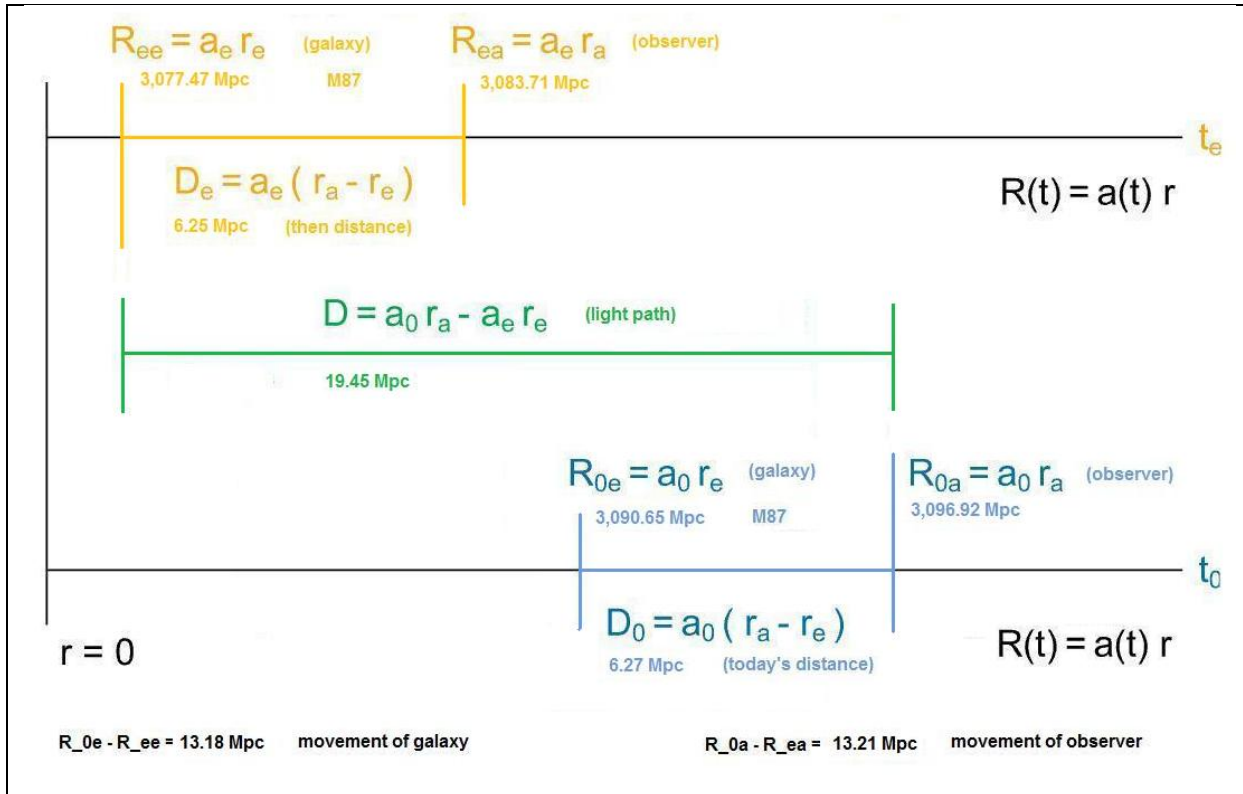 R_ee = a_e r_e (galaxy) R_ea = a_e r_a (observer)
3,077.47 Mpc M87 3,083.71 Mpc
t_e
D_e = a_e ( r_a - r_e ) R(t) = a(t) r
6.25 Mpc (then distance)
D = a_0 r_a - a_e r_e (light path)
19.45 Mpc
R_0e = a_0 r_e (galaxy) R_0a = a_0 r_a (observer)
3,090.65 Mpc M87 3,096.92 Mpc
t_0
D_0 = a_0 ( r_a - r_e )
r = 0 R(t) = a(t) r
6.27 Mpc (today's distance)
R_0e - R_ee = 13.18 Mpc movement of galaxy R_0a - R_ea = 13.21 Mpc movement of observer